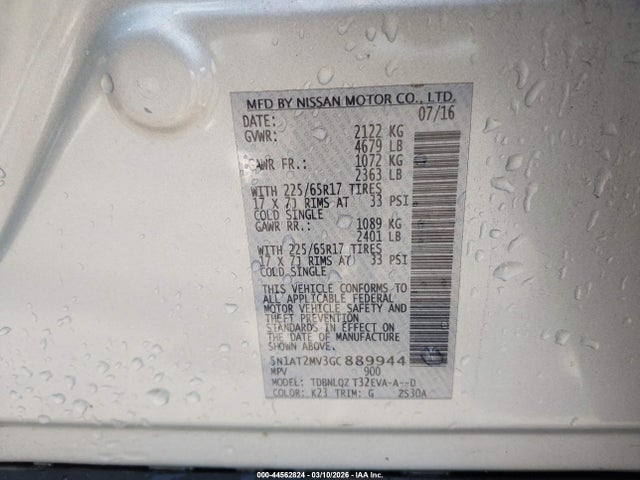 MFD BY NISSAN MOTOR CO., LTD.
DATE: 07/16
GVWR: 2122 KG
4679 LB
GAWR FR.: 1072 KG
2363 LB
WITH 225/65R17 TIRES
17 X 7J RIMS AT 33 PSI
COLD SINGLE
GAWR RR.: 1089 KG
2401 LB
WITH 225/65R17 TIRES
17 X 7J RIMS AT 33 PSI
COLD SINGLE
THIS VEHICLE CONFORMS TO
ALL APPLICABLE FEDERAL
MOTOR VEHICLE SAFETY AND
THEFT PREVENTION
STANDARDS IN EFFECT ON
THE DATE OF MANUFACTURE
SHOWN ABOVE.
5N1AT2MV3GC889944
MPV 900
MODEL: TDBNLQZ T32EVA-A--D
COLOR: K23 TRIM: G ZS30A
000-44562824 - 03/10/2026 - IAA Inc.